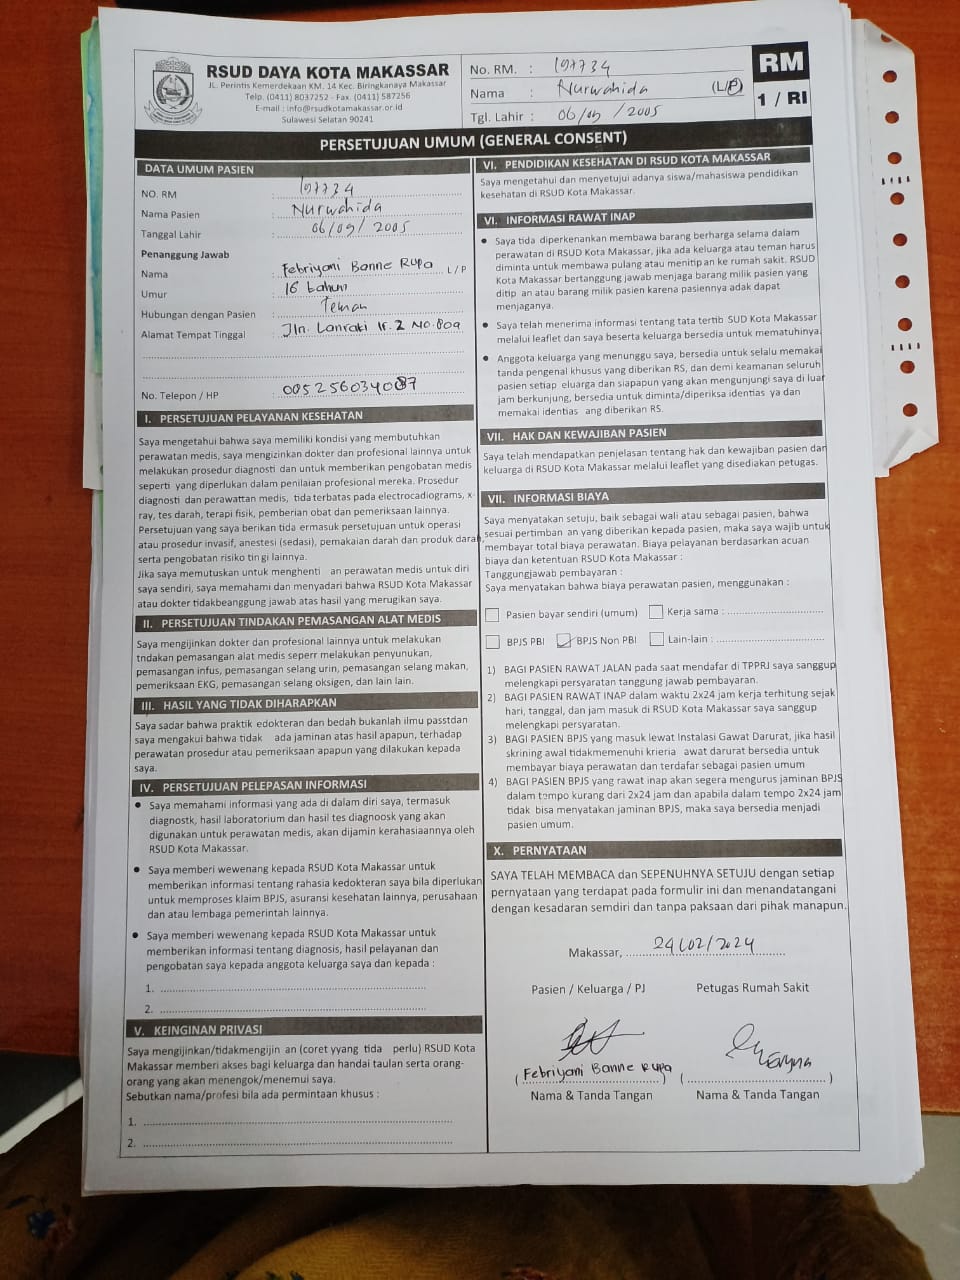 RSUD DAYA KOTA MAKASSAR
JL. Perintis Kemerdekaan KM. 14 Kec. Biringkanaya Makassar
Telp. (0411) 8037252 - Fax. (0411) 587256
E-mail : info@rsudkotamakassar.or.id
Sulawesi Selatan 90241
No. RM. : 197734
Nama : Nurwahida (L/P)
Tgl. Lahir : 06/09/2005
RM
1 / RI
PERSETUJUAN UMUM (GENERAL CONSENT)
DATA UMUM PASIEN
NO. RM : 197734
Nama Pasien : Nurwahida
Tanggal Lahir : 06/09/2005
Penanggung Jawab
Nama : Febriyani Banne Rupa L/P
Umur : 16 tahun
Hubungan dengan Pasien : Teman
Alamat Tempat Tinggal : Jln. Lanraki
No. Telepon / HP :
I. PERSETUJUAN PELAYANAN KESEHATAN
Saya mengetahui bahwa saya memiliki kondisi yang membutuhkan
perawatan medis, saya mengizinkan dokter dan profesional lainnya untuk
melakukan prosedur diagnosti dan untuk memberikan pengobatan medis
seperti yang diperlukan dalam penilaian profesional mereka. Prosedur
diagnosti dan perawattan medis, tida terbatas pada electrocadiograms, x-
ray, tes darah, terapi fisik, pemberian obat dan pemeriksaan lainnya.
Persetujuan yang saya berikan tida ermasuk persetujuan untuk operasi
atau prosedur invasif, anestesi (sedasi), pemakaian darah dan produk darah,
serta pengobatan risiko tin gi lainnya.
Jika saya memutuskan untuk menghenti an perawatan medis untuk diri
saya sendiri, saya memahami dan menyadari bahwa RSUD Kota Makassar
atau dokter tidakbeanggung jawab atas hasil yang merugikan saya.
II. PERSETUJUAN TINDAKAN PEMASANGAN ALAT MEDIS
Saya mengijinkan dokter dan profesional lainnya untuk melakukan
tndakan pemasangan alat medis seperr melakukan penyunukan,
pemasangan infus, pemasangan selang urin, pemasangan selang makan,
pemeriksaan EKG, pemasangan selang oksigen, dan lain lain.
III. HASIL YANG TIDAK DIHARAPKAN
Saya sadar bahwa praktik edokteran dan bedah bukanlah ilmu passtdan
saya mengakui bahwa tidak ada jaminan atas hasil apapun, terhadap
perawatan prosedur atau pemeriksaan apapun yang dilakukan kepada
saya.
IV. PERSETUJUAN PELEPASAN INFORMASI
• Saya memahami informasi yang ada di dalam diri saya, termasuk
diagnostk, hasil laboratorium dan hasil tes diagnoosk yang akan
digunakan untuk perawatan medis, akan dijamin kerahasiaannya oleh
RSUD Kota Makassar.
• Saya memberi wewenang kepada RSUD Kota Makassar untuk
memberikan informasi tentang rahasia kedokteran saya bila diperlukan
untuk memproses klaim BPJS, asuransi kesehatan lainnya, perusahaan
dan atau lembaga pemerintah lainnya.
• Saya memberi wewenang kepada RSUD Kota Makassar untuk
memberikan informasi tentang diagnosis, hasil pelayanan dan
pengobatan saya kepada anggota keluarga saya dan kepada :
1.
2.
V. KEINGINAN PRIVASI
Saya mengijinkan/tidakmengijin an (coret yyang tida perlu) RSUD Kota
Makassar memberi akses bagi keluarga dan handai taulan serta orang-
orang yang akan menengok/menemui saya.
Sebutkan nama/profesi bila ada permintaan khusus :
1.
2.
VI. PENDIDIKAN KESEHATAN DI RSUD KOTA MAKASSAR
Saya mengetahui dan menyetujui adanya siswa/mahasiswa pendidikan
kesehatan di RSUD Kota Makassar.
VI. INFORMASI RAWAT INAP
• Saya tida diperkenankan membawa barang berharga selama dalam
perawatan di RSUD Kota Makassar, jika ada keluarga atau teman harus
diminta untuk membawa pulang atau menitipan ke rumah sakit. RSUD
Kota Makassar bertanggung jawab menjaga barang milik pasien yang
ditip an atau barang milik pasien karena pasiennya adak dapat
menjaganya.
• Saya telah menerima informasi tentang tata tertib SUD Kota Makassar
melalui leaflet dan saya beserta keluarga bersedia untuk mematuhinya.
• Anggota keluarga yang menunggu saya, bersedia untuk selalu memakai
tanda pengenal khusus yang diberikan RS, dan demi keamanan seluruh
pasien setiap eluarga dan siapapun yang akan mengunjungi saya di luar
jam berkunjung, bersedia untuk diminta/diperiksa identias ya dan
memakai identias ang diberikan RS.
VII. HAK DAN KEWAJIBAN PASIEN
Saya telah mendapatkan penjelasan tentang hak dan kewajiban pasien dan
keluarga di RSUD Kota Makassar melalui leaflet yang disediakan petugas.
VII. INFORMASI BIAYA
Saya menyatakan setuju, baik sebagai wali atau sebagai pasien, bahwa
sesuai pertimban an yang diberikan kepada pasien, maka saya wajib untuk
membayar total biaya perawatan. Biaya pelayanan berdasarkan acuan
biaya dan ketentuan RSUD Kota Makassar :
Tanggungjawab pembayaran :
Saya menyatakan bahwa biaya perawatan pasien, menggunakan :
Pasien bayar sendiri (umum) Kerja sama :
BPJS PBI BPJS Non PBI Lain-lain :
1) BAGI PASIEN RAWAT JALAN pada saat mendafar di TPPRJ saya sanggup
melengkapi persyaratan tanggung jawab pembayaran.
2) BAGI PASIEN RAWAT INAP dalam waktu 2x24 jam kerja terhitung sejak
hari, tanggal, dan jam masuk di RSUD Kota Makassar saya sanggup
melengkapi persyaratan.
3) BAGI PASIEN BPJS yang masuk lewat Instalasi Gawat Darurat, jika hasil
skrining awal tidakmemenuhi krieria awat darurat bersedia untuk
membayar biaya perawatan dan terdafar sebagai pasien umum
4) BAGI PASIEN BPJS yang rawat inap akan segera mengurus jaminan BPJS
dalam tempo kurang dari 2x24 jam dan apabila dalam tempo 2x24 jam
tidak bisa menyatakan jaminan BPJS, maka saya bersedia menjadi
pasien umum.
X. PERNYATAAN
SAYA TELAH MEMBACA dan SEPENUHNYA SETUJU dengan setiap
pernyataan yang terdapat pada formulir ini dan menandatangani
dengan kesadaran semdiri dan tanpa paksaan dari pihak manapun.
Makassar, 29/02/2024
Pasien / Keluarga / PJ Petugas Rumah Sakit
(Febriyani Banne Rupa) ( )
Nama & Tanda Tangan Nama & Tanda Tangan